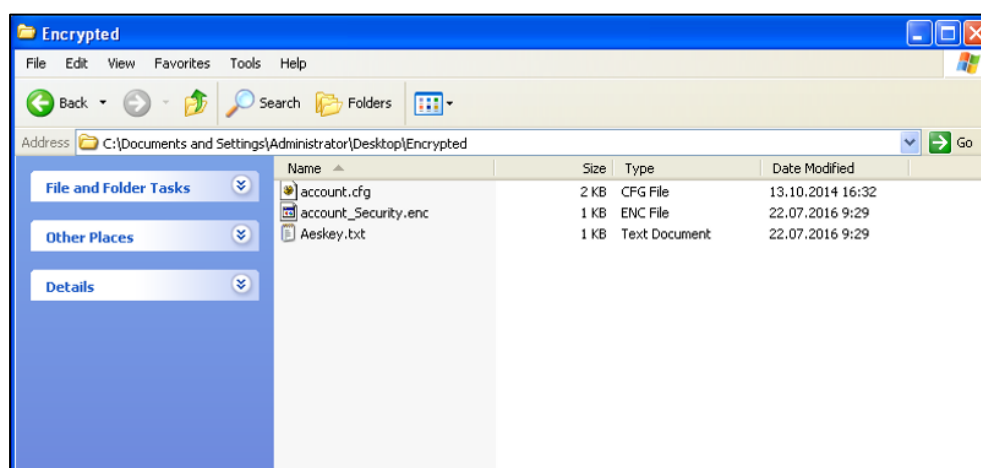 Encrypted
File Edit View Favorites Tools Help
Back Search Folders
Address C:\Documents and Settings\Administrator\Desktop\Encrypted Go
Name Size Type Date Modified
File and Folder Tasks
Other Places
Details
account.cfg 2 KB CFG File 13.10.2014 16:32
account_Security.enc 1 KB ENC File 22.07.2016 9:29
Aeskey.txt 1 KB Text Document 22.07.2016 9:29